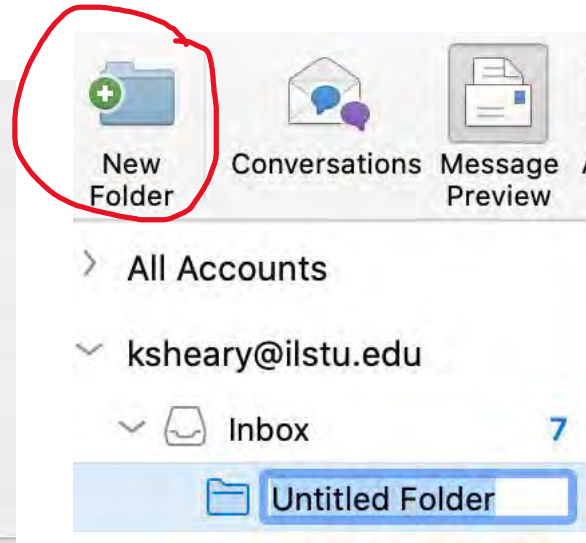 New
Folder
Conversations
Message
Preview
All Accounts
ksheary@ilstu.edu
Inbox 7
Untitled Folder